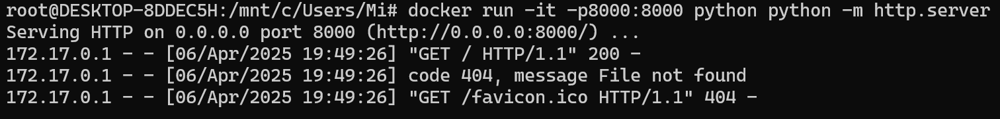 root@DESKTOP-8DDEC5H:/mnt/c/Users/Mi# docker run -it -p8000:8000 python python -m http.server
Serving HTTP on 0.0.0.0 port 8000 (http://0.0.0.0:8000/) ...
172.17.0.1 - - [06/Apr/2025 19:49:26] "GET / HTTP/1.1" 200 -
172.17.0.1 - - [06/Apr/2025 19:49:26] code 404, message File not found
172.17.0.1 - - [06/Apr/2025 19:49:26] "GET /favicon.ico HTTP/1.1" 404 -